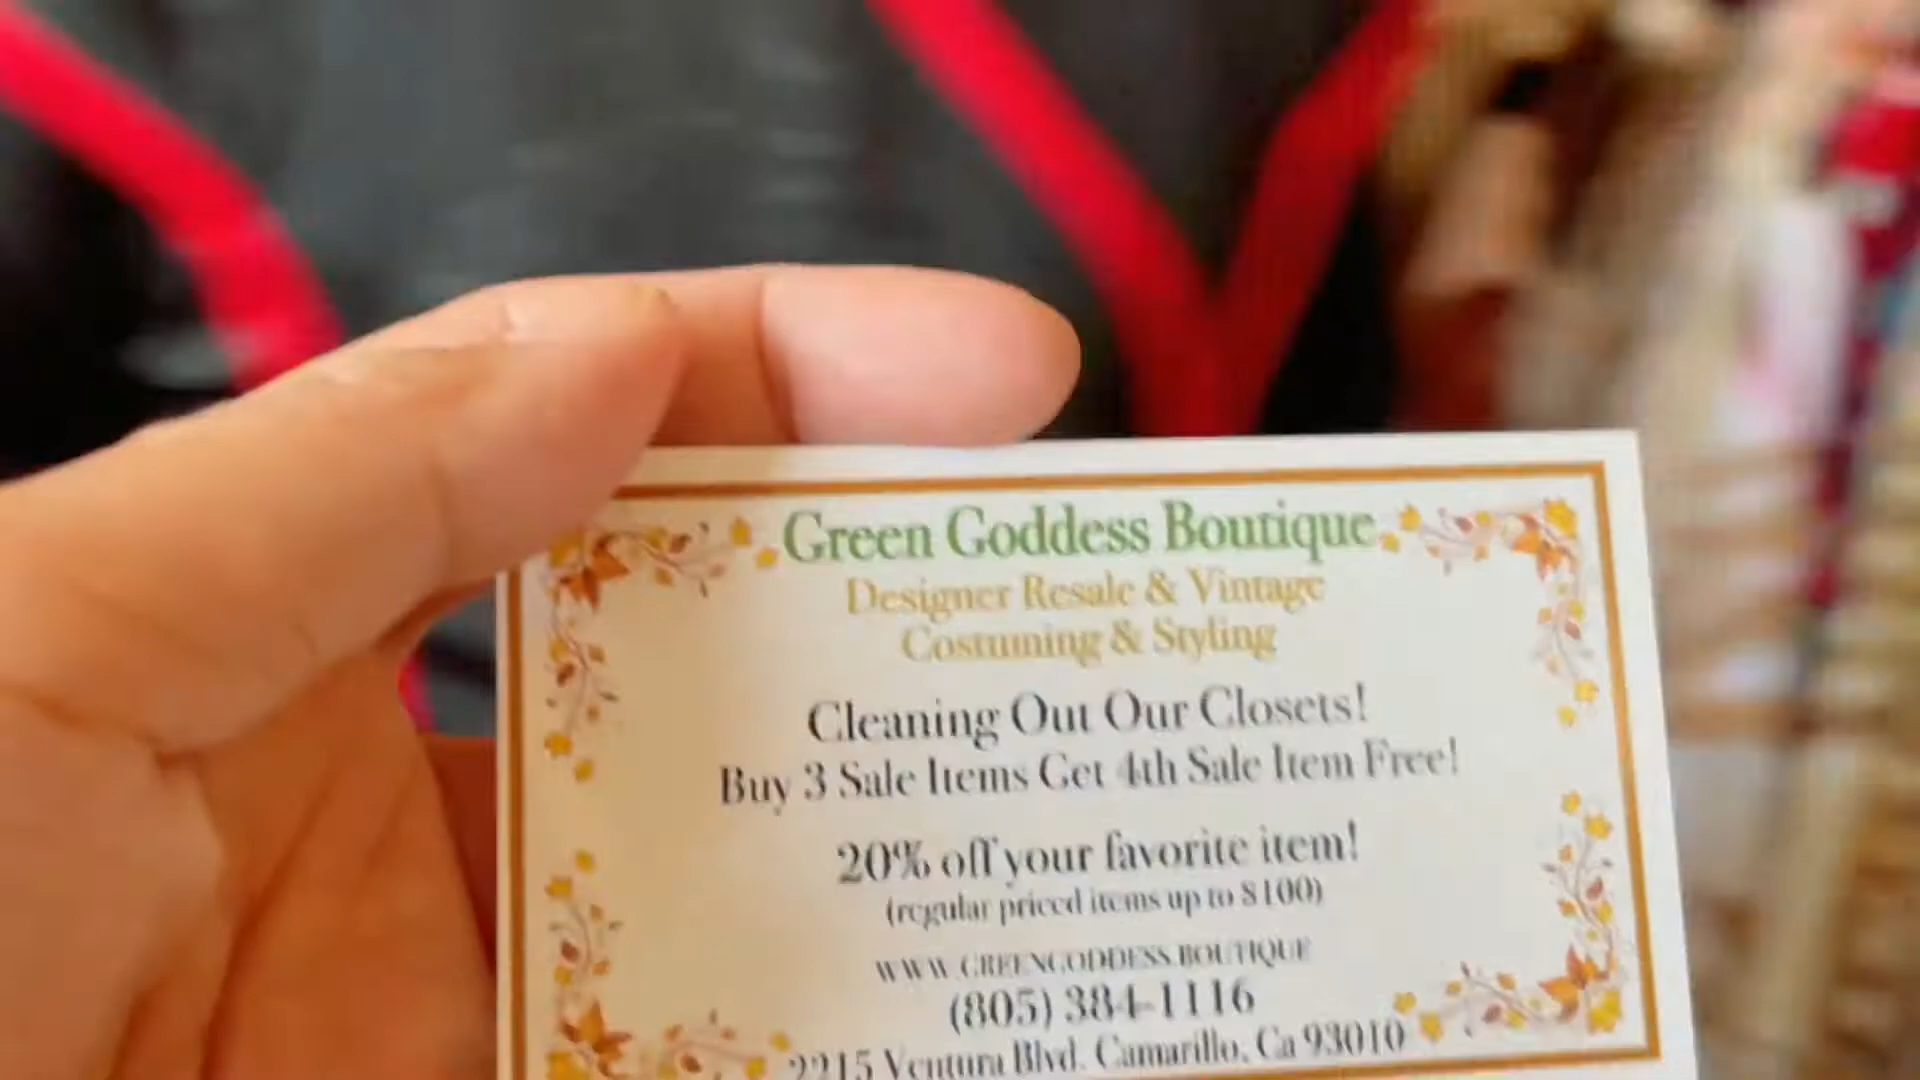 Green Goddess Boutique
Designer Resale & Vintage
Costuming & Styling
Cleaning Out Our Closets!
Buy 3 Sale Items Get 4th Sale Item Free!
20% off your favorite item!
(regular priced items up to $100)
WWW.GREENGODDESS.BOUTIQUE
(805) 384-1116
2215 Ventura Blvd. Camarillo, Ca 93010